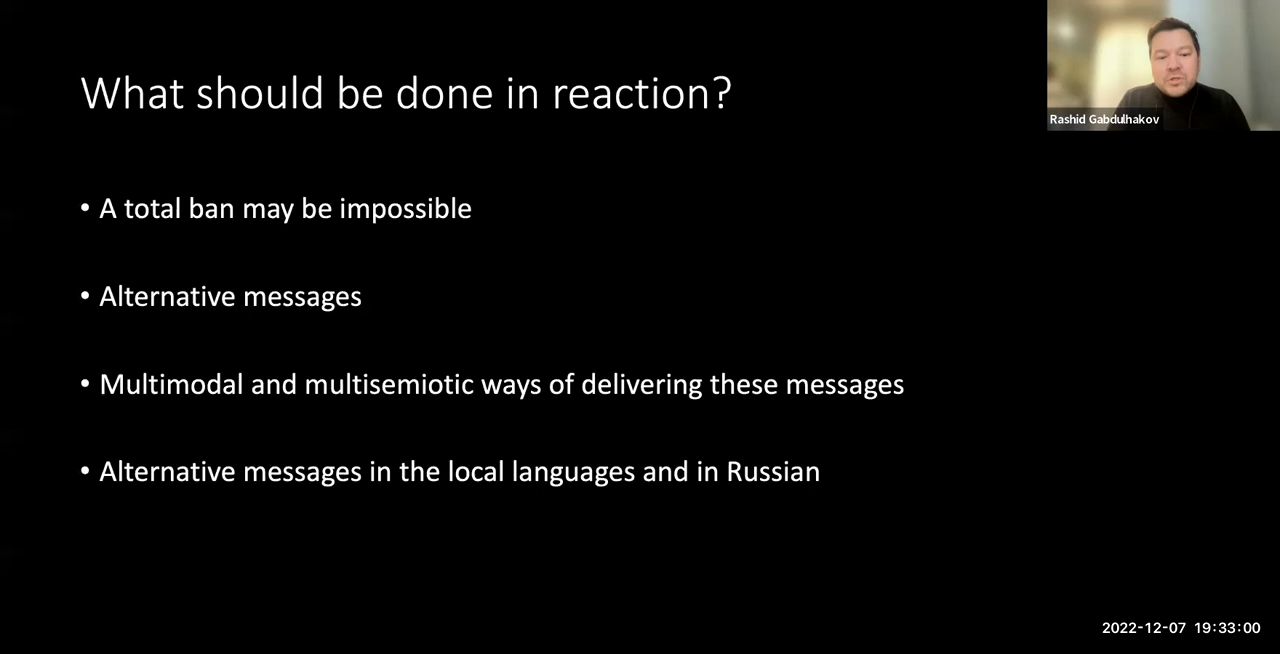 What should be done in reaction?
Rashid Gabdulhakov
• A total ban may be impossible
• Alternative messages
• Multimodal and multisemiotic ways of delivering these messages
• Alternative messages in the local languages and in Russian
2022-12-07 19:33:00